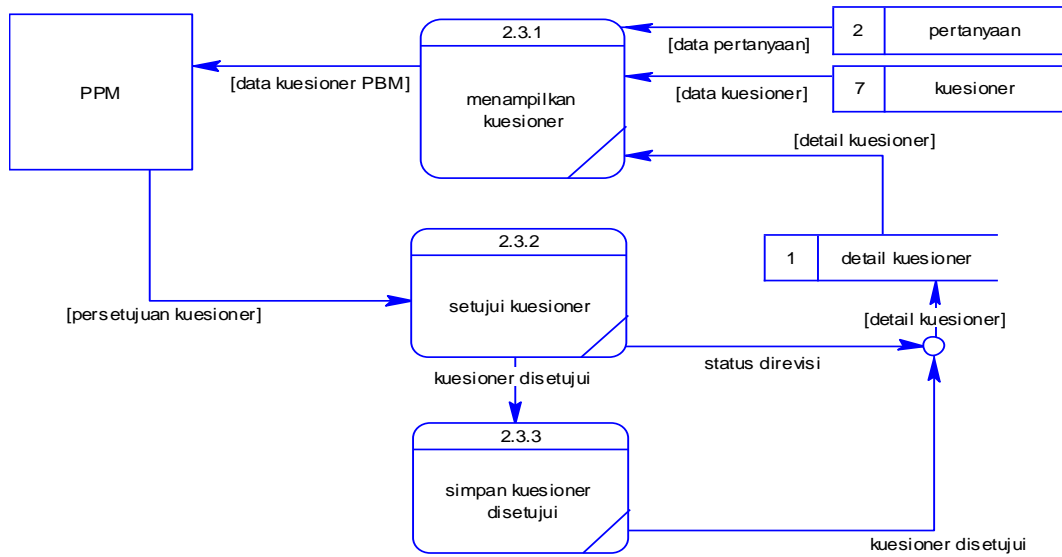 2.3.1
2
pertanyaan
[data pertanyaan]
PPM
[data kuesioner PBM]
menampilkan
kuesioner
[data kuesioner]
7
kuesioner
[detail kuesioner]
2.3.2
1
detail kuesioner
setujui kuesioner
[persetujuan kuesioner]
[detail kuesioner]
status direvisi
kuesioner disetujui
2.3.3
simpan kuesioner
disetujui
kuesioner disetujui